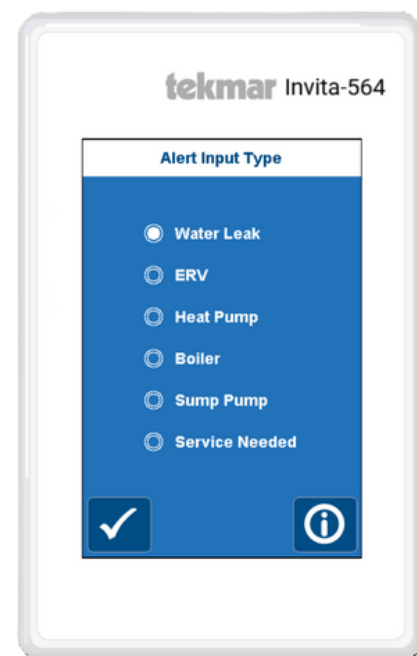 tekmar Invita-564
Alert Input Type
Water Leak
ERV
Heat Pump
Boiler
Sump Pump
Service Needed